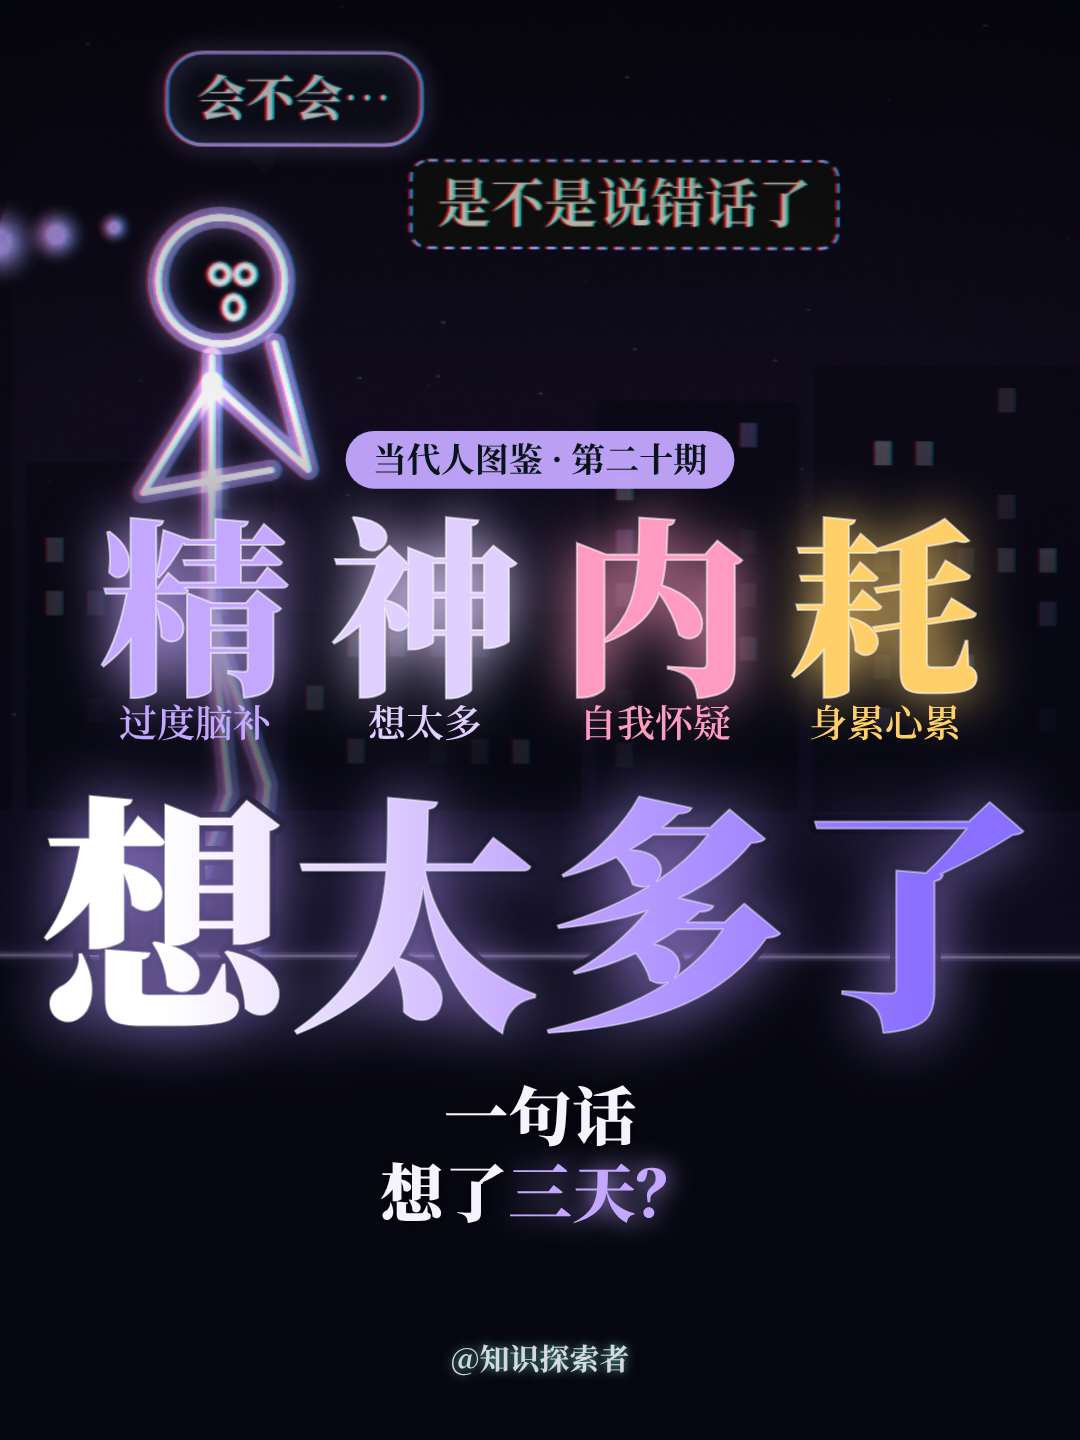 会不会…
是不是说错话了
当代人图鉴·第二十期
精神内耗
过度脑补 想太多 自我怀疑 身累心累
想太多了
一句话
想了三天?
@知识探索者